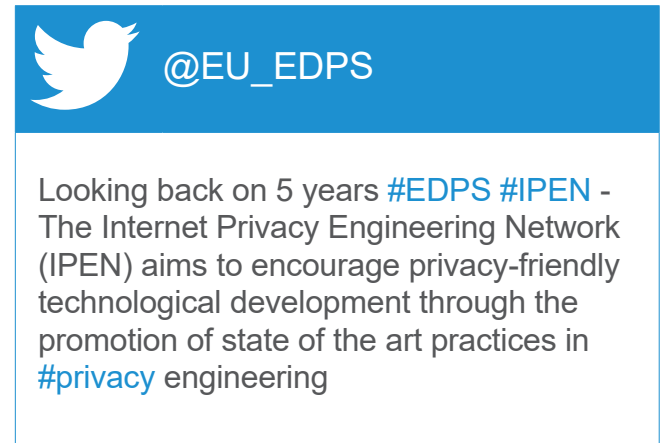 @EU_EDPS
Looking back on 5 years #EDPS #IPEN -
The Internet Privacy Engineering Network
(IPEN) aims to encourage privacy-friendly
technological development through the
promotion of state of the art practices in
#privacy engineering